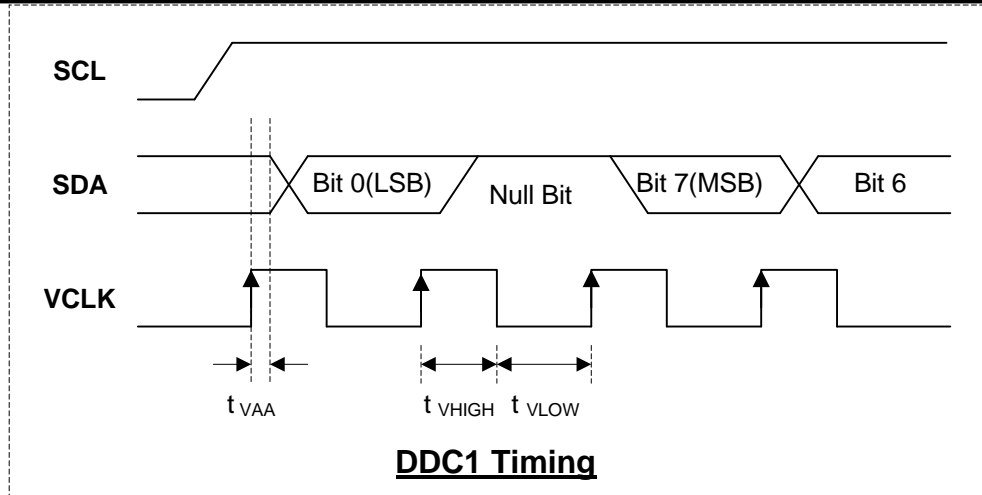 SCL
SDA
Bit 0(LSB)
Null Bit
Bit 7(MSB)
Bit 6
VCLK
t VAA
t VHIGH
t VLOW
DDC1 Timing